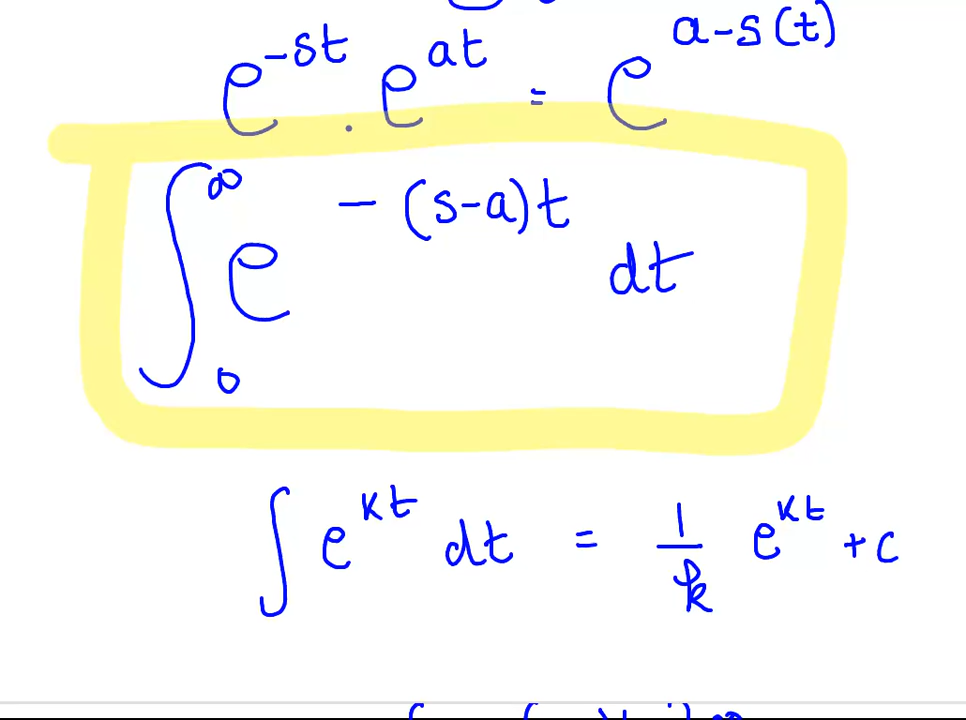 e^{-st} . e^{at} = e^{a-s(t)}
∫_0^∞ e^{-(s-a)t} dt
∫ e^{kt} dt = 1/k e^{kt} + c